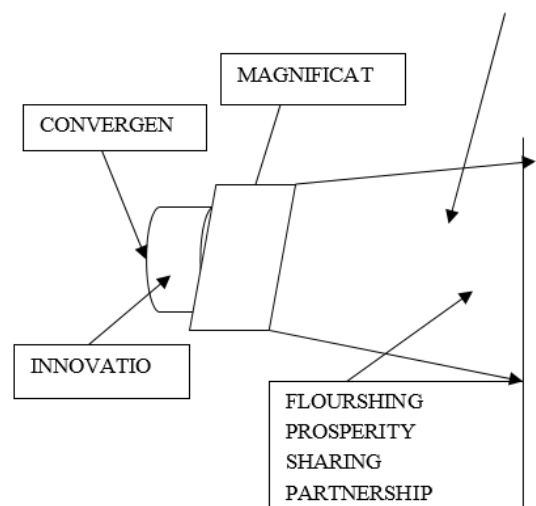 MAGNIFICAT
CONVERGEN
INNOVATIO
FLOURSHING
PROSPERITY
SHARING
PARTNERSHIP